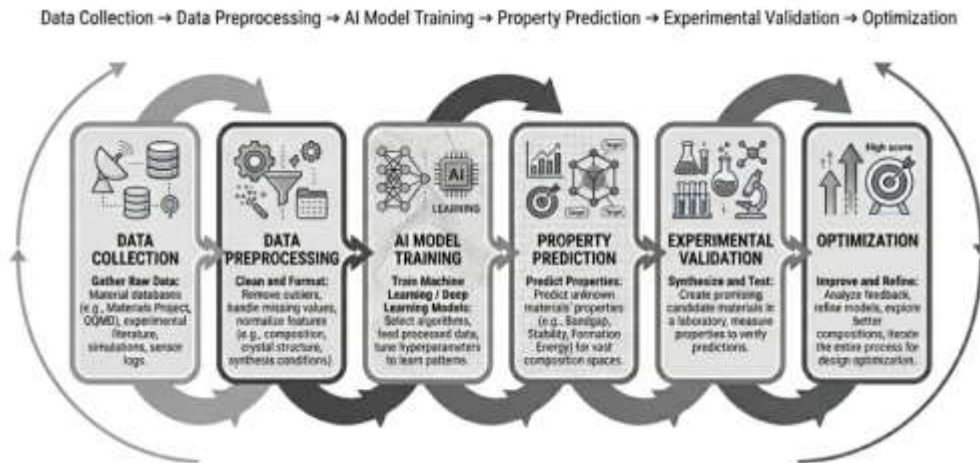 Data Collection → Data Preprocessing → AI Model Training → Property Prediction → Experimental Validation → Optimization
DATA
COLLECTION
Gather Raw Data:
Material databases
(e.g., Materials Project,
OQMD), experimental
literature,
simulations, sensor
logs.
DATA
PREPROCESSING
Clean and Format:
Remove outliers,
handle missing values,
normalize features
(e.g., composition,
crystal structure,
synthesis conditions)
Ai
LEARNING
AI MODEL
TRAINING
Train Machine
Learning / Deep
Learning Models:
Select algorithms,
feed processed data,
tune hyperparameters
to learn patterns.
Target
Target
Target
PROPERTY
PREDICTION
Predict Properties:
Predict unknown
materials' properties
(e.g., Bandgap,
Stability, Formation
Energy) for vast
composition spaces.
EXPERIMENTAL
VALIDATION
Synthesize and Test:
Create promising
candidate materials in
a laboratory, measure
properties to verify
predictions.
High score
OPTIMIZATION
Improve and Refine:
Analyze feedback,
refine models, explore
better
compositions, iterate
the entire process for
design optimization.